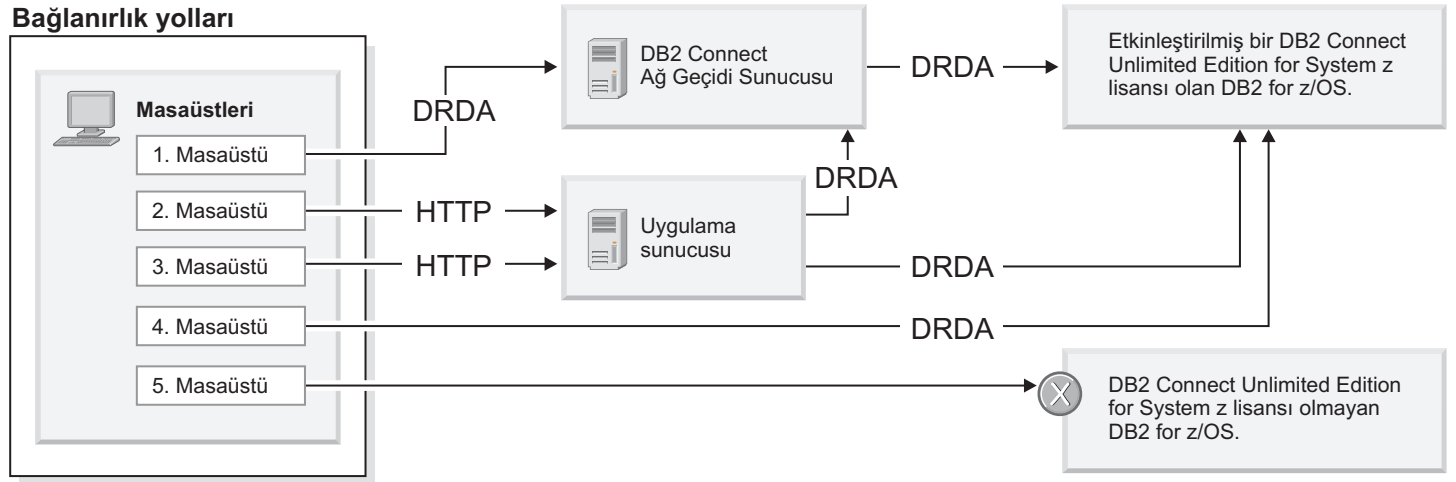 Bağlanırlık yolları
Masaüstleri
1. Masaüstü
2. Masaüstü
3. Masaüstü
4. Masaüstü
5. Masaüstü
DRDA
HTTP
HTTP
DB2 Connect
Ağ Geçidi Sunucusu
DRDA
Uygulama
sunucusu
DRDA
DRDA
DRDA
Etkinleştirilmiş bir DB2 Connect
Unlimited Edition for System z
lisansı olan DB2 for z/OS.
X
DB2 Connect Unlimited Edition
for System z lisansı olmayan
DB2 for z/OS.